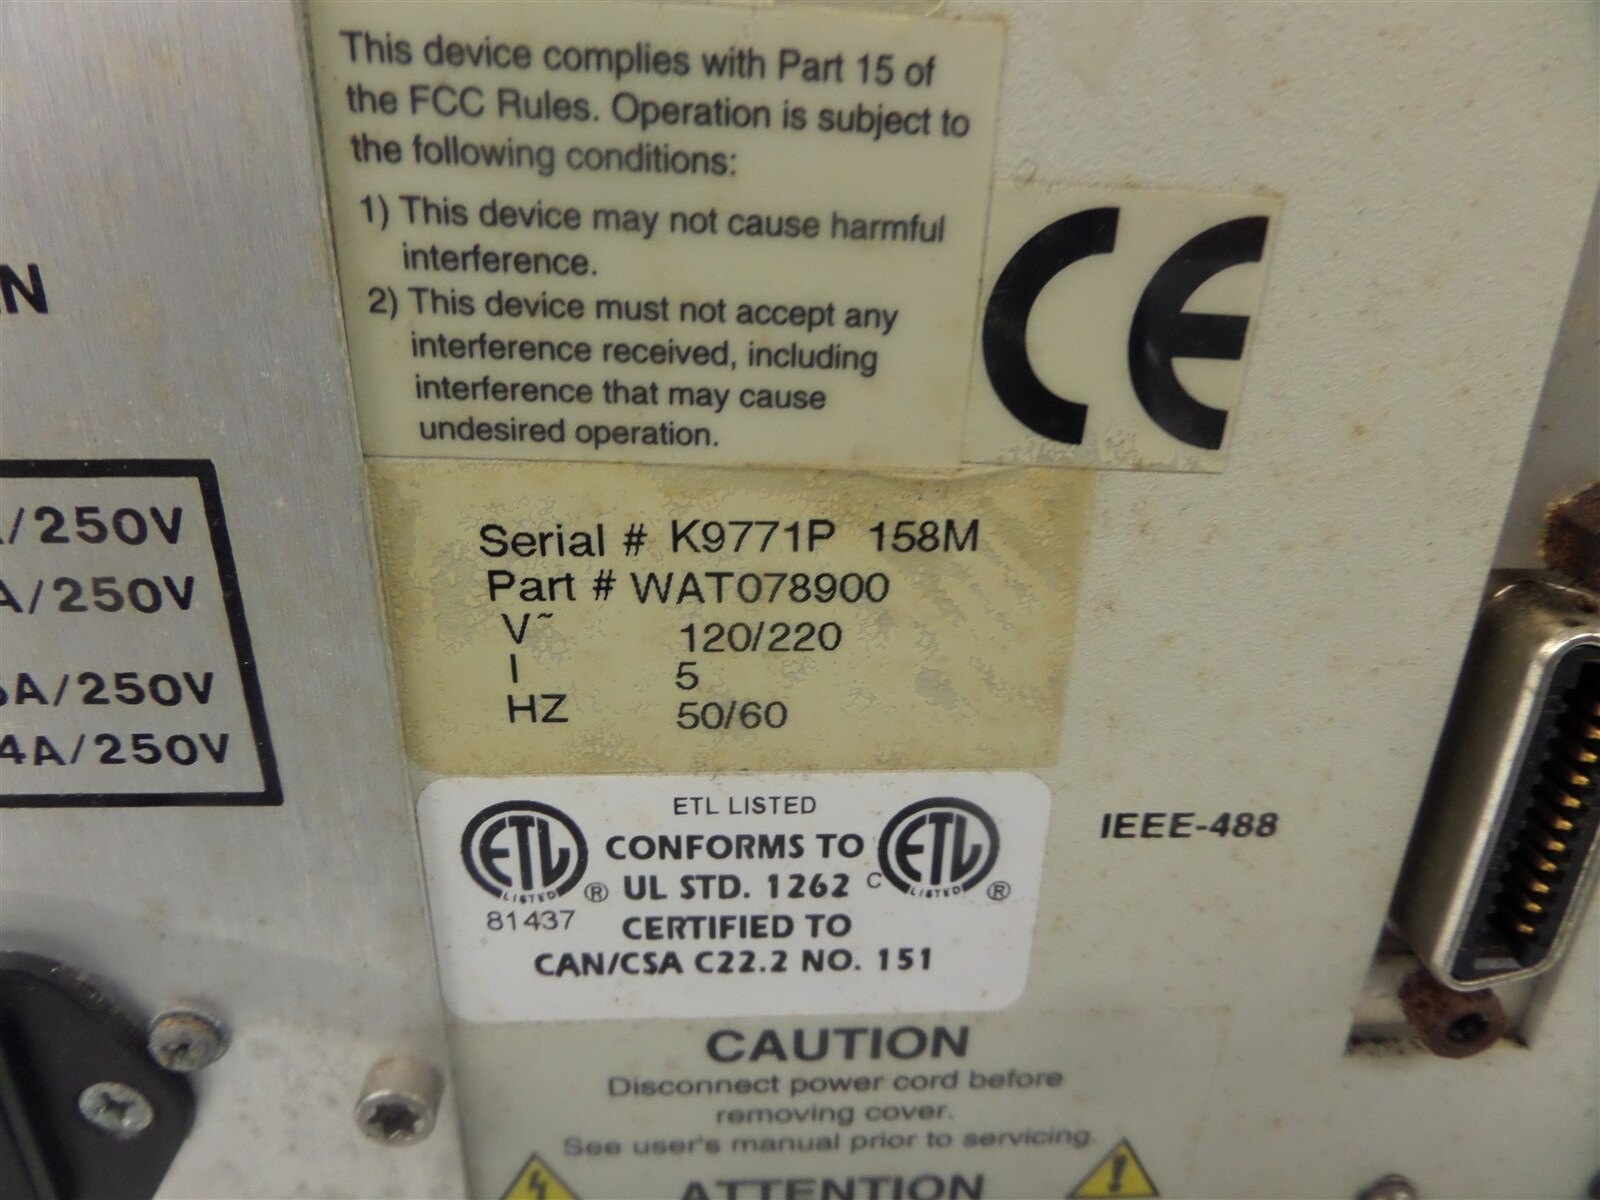 This device complies with Part 15 of
the FCC Rules. Operation is subject to
the following conditions:
1) This device may not cause harmful
interference.
2) This device must not accept any
interference received, including
interference that may cause
undesired operation.
CE
N
/250V
A/250V
A/250V
4A/250V
Serial # K9771P 158M
Part # WAT078900
V~ 120/220
I 5
HZ 50/60
ETL LISTED
CONFORMS TO
UL STD. 1262
CERTIFIED TO
CAN/CSA C22.2 NO. 151
ETL LISTED ®
81437
C ETL LISTED ®
IEEE-488
CAUTION
Disconnect power cord before
removing cover.
See user's manual prior to servicing.
ATTENTION